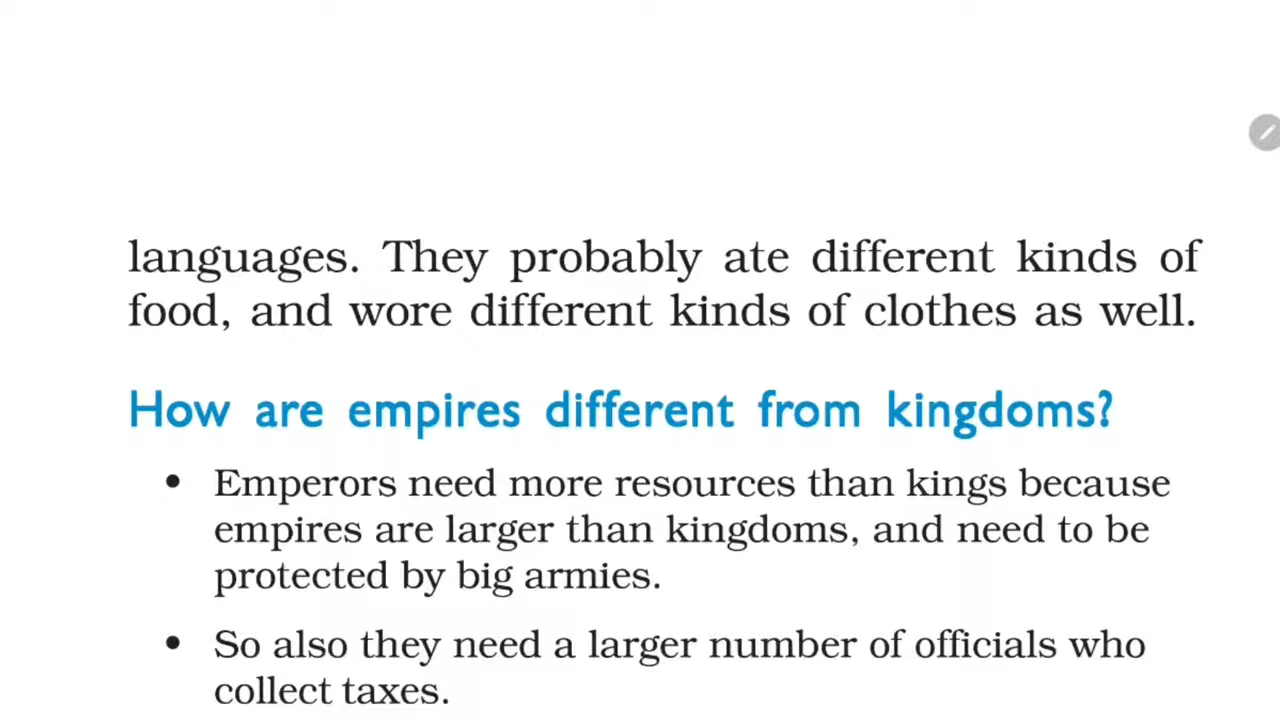 languages. They probably ate different kinds of
food, and wore different kinds of clothes as well.
How are empires different from kingdoms?
• Emperors need more resources than kings because
empires are larger than kingdoms, and need to be
protected by big armies.
• So also they need a larger number of officials who
collect taxes.